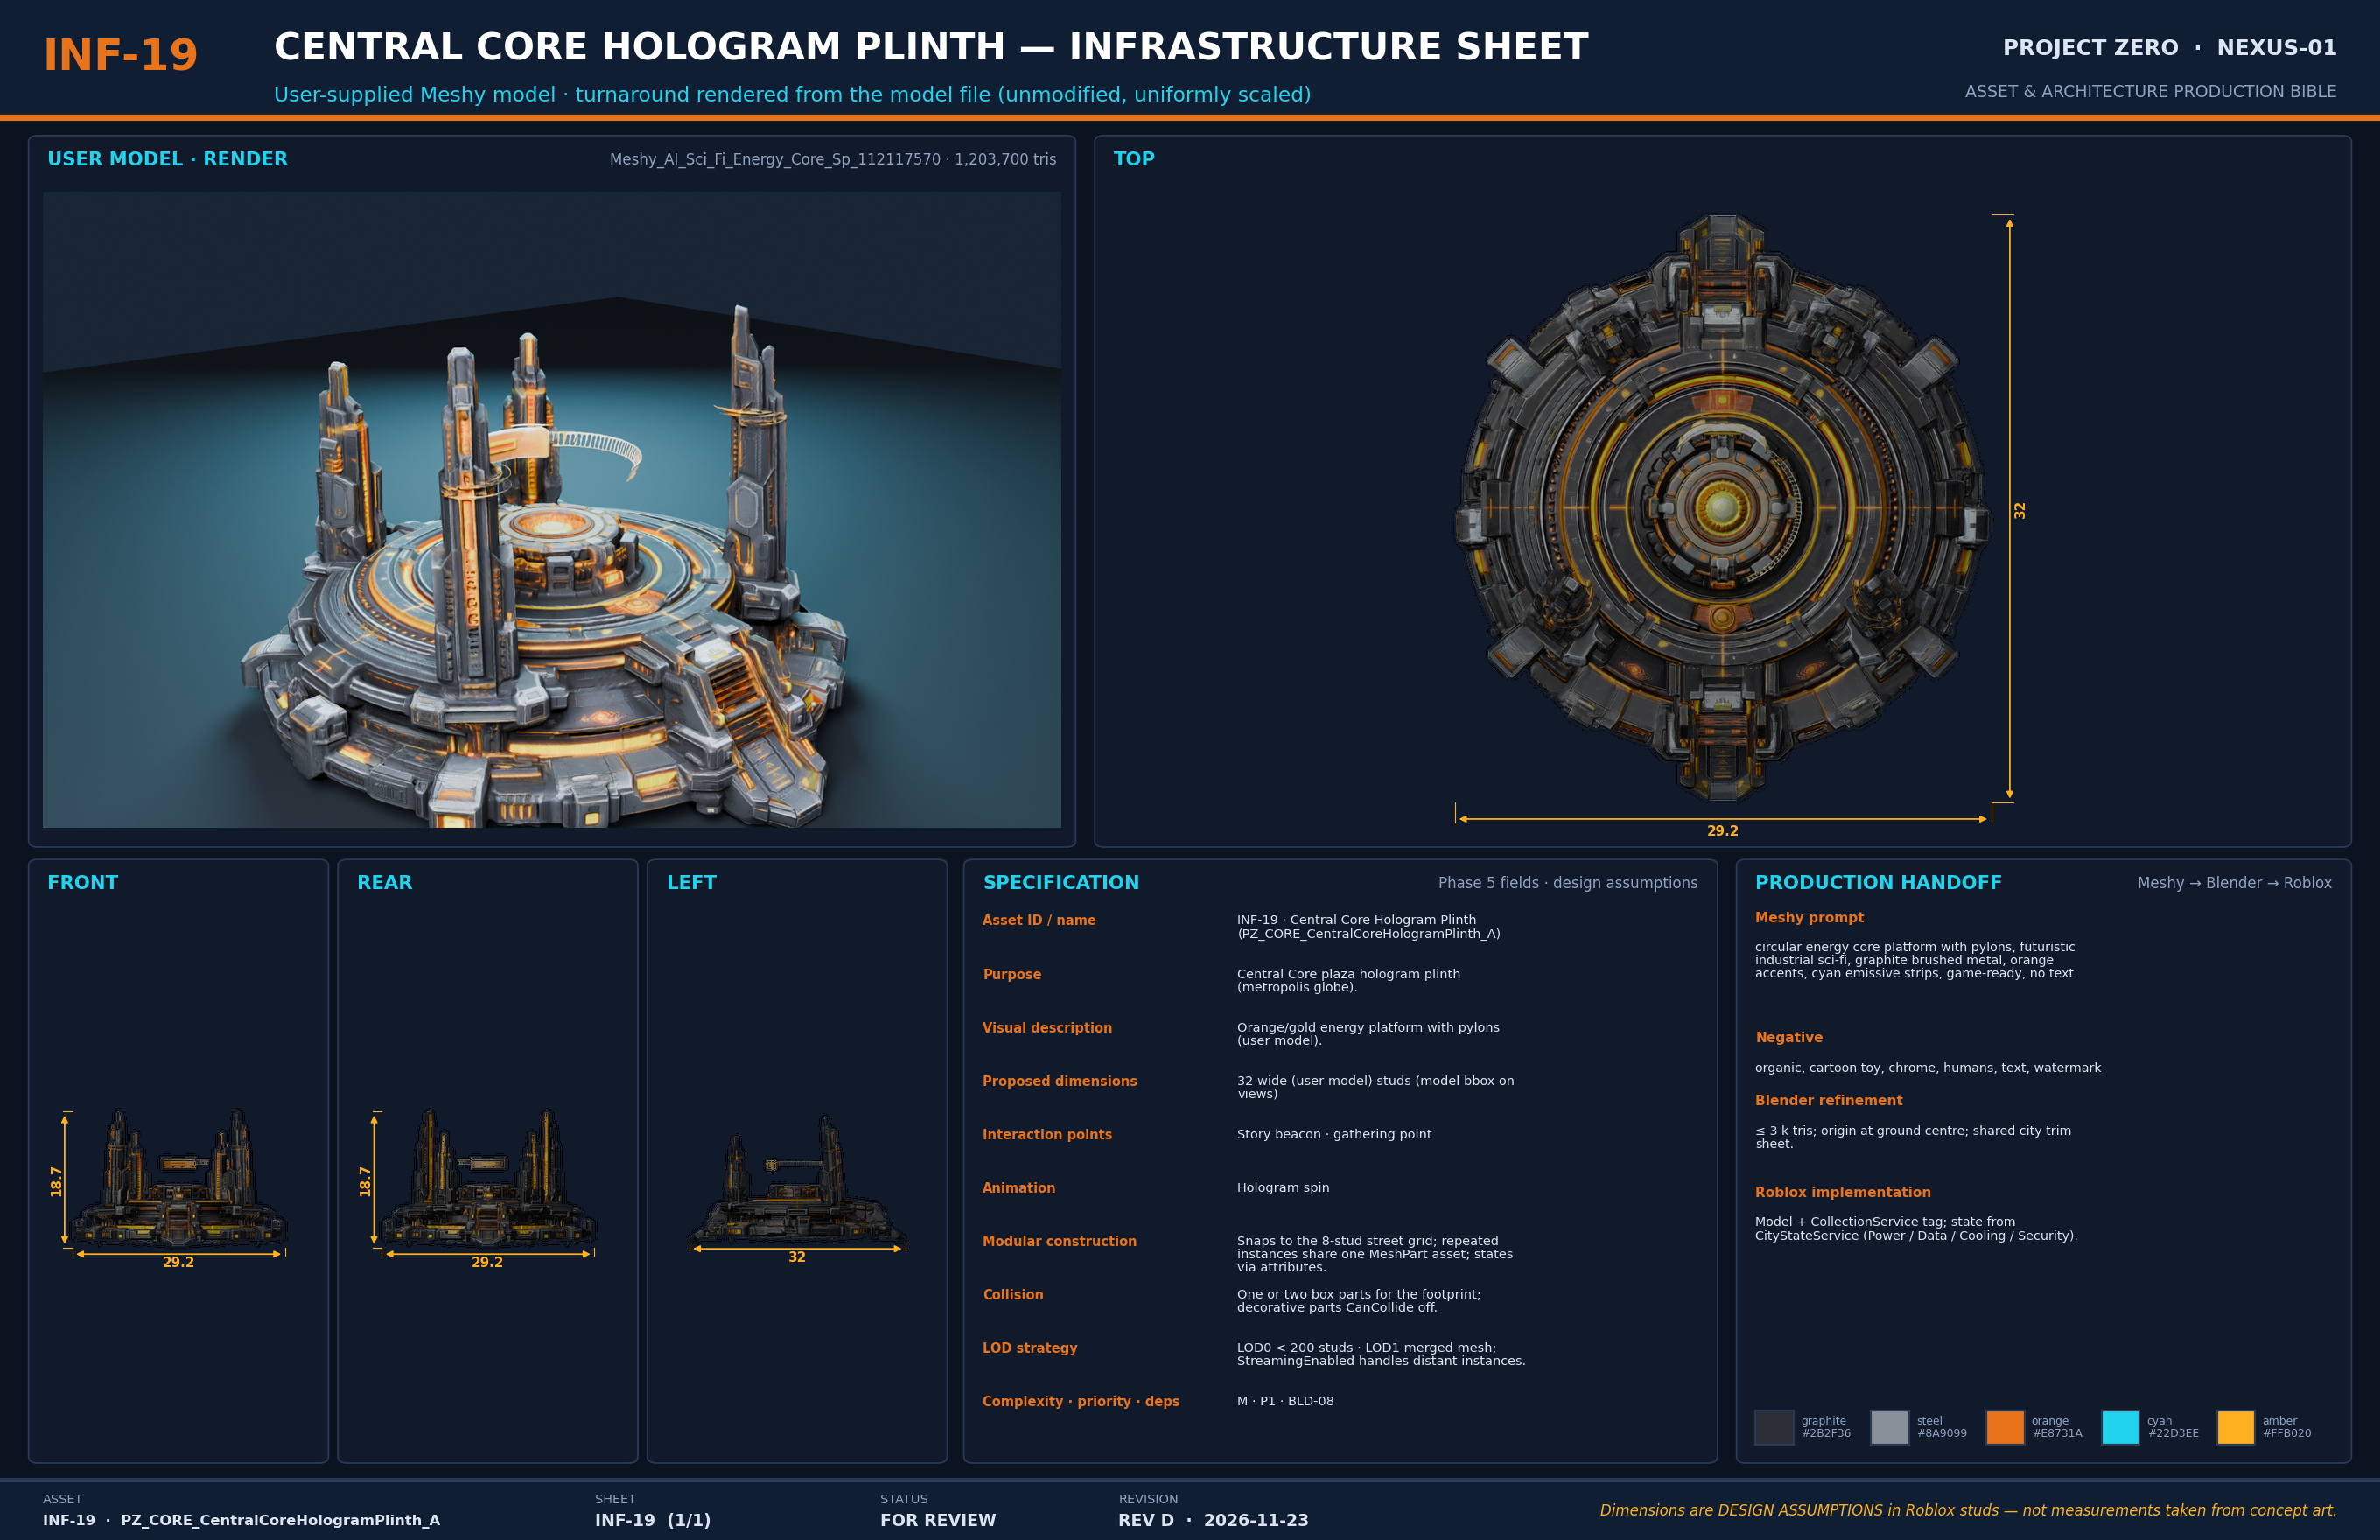 INF-19
CENTRAL CORE HOLOGRAM PLINTH — INFRASTRUCTURE SHEET
User-supplied Meshy model · turnaround rendered from the model file (unmodified, uniformly scaled)
PROJECT ZERO · NEXUS-01
ASSET & ARCHITECTURE PRODUCTION BIBLE
USER MODEL · RENDER
Meshy_AI_Sci_Fi_Energy_Core_Sp_112117570 · 1,203,700 tris
TOP
32
29.2
FRONT
18.7
29.2
REAR
18.7
29.2
LEFT
32
SPECIFICATION
Phase 5 fields · design assumptions
Asset ID / name
INF-19 · Central Core Hologram Plinth
(PZ_CORE_CentralCoreHologramPlinth_A)
Purpose
Central Core plaza hologram plinth
(metropolis globe).
Visual description
Orange/gold energy platform with pylons
(user model).
Proposed dimensions
32 wide (user model) studs (model bbox on
views)
Interaction points
Story beacon · gathering point
Animation
Hologram spin
Modular construction
Snaps to the 8-stud street grid; repeated
instances share one MeshPart asset; states
via attributes.
Collision
One or two box parts for the footprint;
decorative parts CanCollide off.
LOD strategy
LOD0 < 200 studs · LOD1 merged mesh;
StreamingEnabled handles distant instances.
Complexity · priority · deps
M · P1 · BLD-08
PRODUCTION HANDOFF
Meshy → Blender → Roblox
Meshy prompt
circular energy core platform with pylons, futuristic
industrial sci-fi, graphite brushed metal, orange
accents, cyan emissive strips, game-ready, no text
Negative
organic, cartoon toy, chrome, humans, text, watermark
Blender refinement
≤ 3 k tris; origin at ground centre; shared city trim
sheet.
Roblox implementation
Model + CollectionService tag; state from
CityStateService (Power / Data / Cooling / Security).
graphite
#2B2F36
steel
#8A9099
orange
#E8731A
cyan
#22D3EE
amber
#FFB020
ASSET
INF-19 · PZ_CORE_CentralCoreHologramPlinth_A
SHEET
INF-19 (1/1)
STATUS
FOR REVIEW
REVISION
REV D · 2026-11-23
Dimensions are DESIGN ASSUMPTIONS in Roblox studs — not measurements taken from concept art.